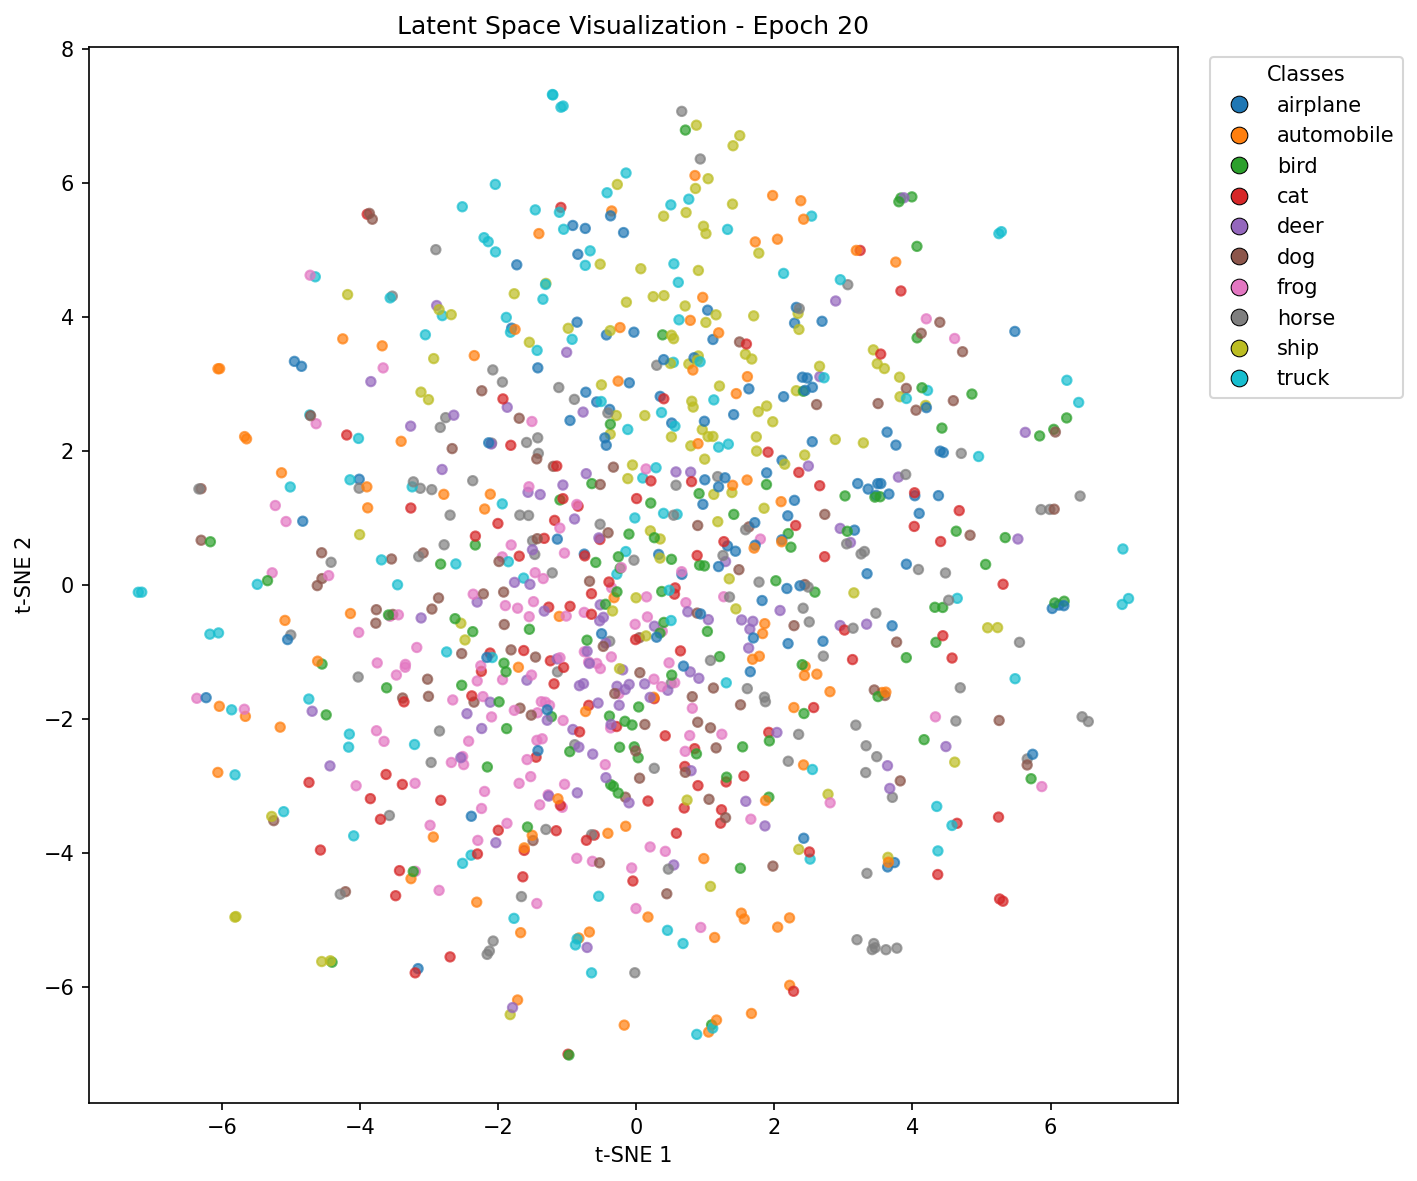 Latent Space Visualization - Epoch 20
8
6
4
2
0
−2
−4
−6
t-SNE 2
−6
−4
−2
0
2
4
6
t-SNE 1
Classes
airplane
automobile
bird
cat
deer
dog
frog
horse
ship
truck